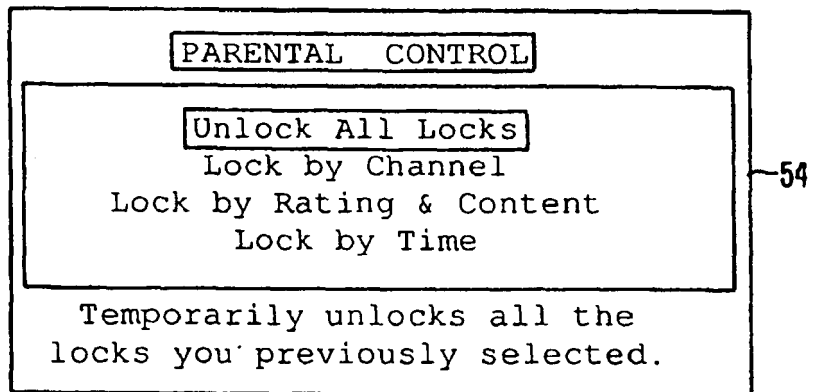 PARENTAL CONTROL
Unlock All Locks
Lock by Channel
Lock by Rating & Content
Lock by Time
Temporarily unlocks all the
locks you previously selected.
54